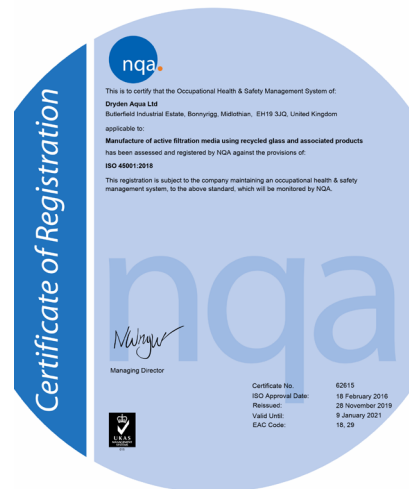 Certificate of Registration
nqa.
This is to certify that the Occupational Health & Safety Management System of:
Dryden Aqua Ltd
Butterfield Industrial Estate, Bonnyrigg, Midlothian, EH19 3JQ, United Kingdom
applicable to:
Manufacture of active filtration media using recycled glass and associated products
has been assessed and registered by NQA against the provisions of:
ISO 45001:2018
This registration is subject to the company maintaining an occupational health & safety
management system, to the above standard, which will be monitored by NQA.
nqa
Managing Director
Certificate No. 62615
ISO Approval Date: 18 February 2016
Reissued: 28 November 2019
Valid Until: 9 January 2021
EAC Code: 18, 29
UKAS
MANAGEMENT
SYSTEMS